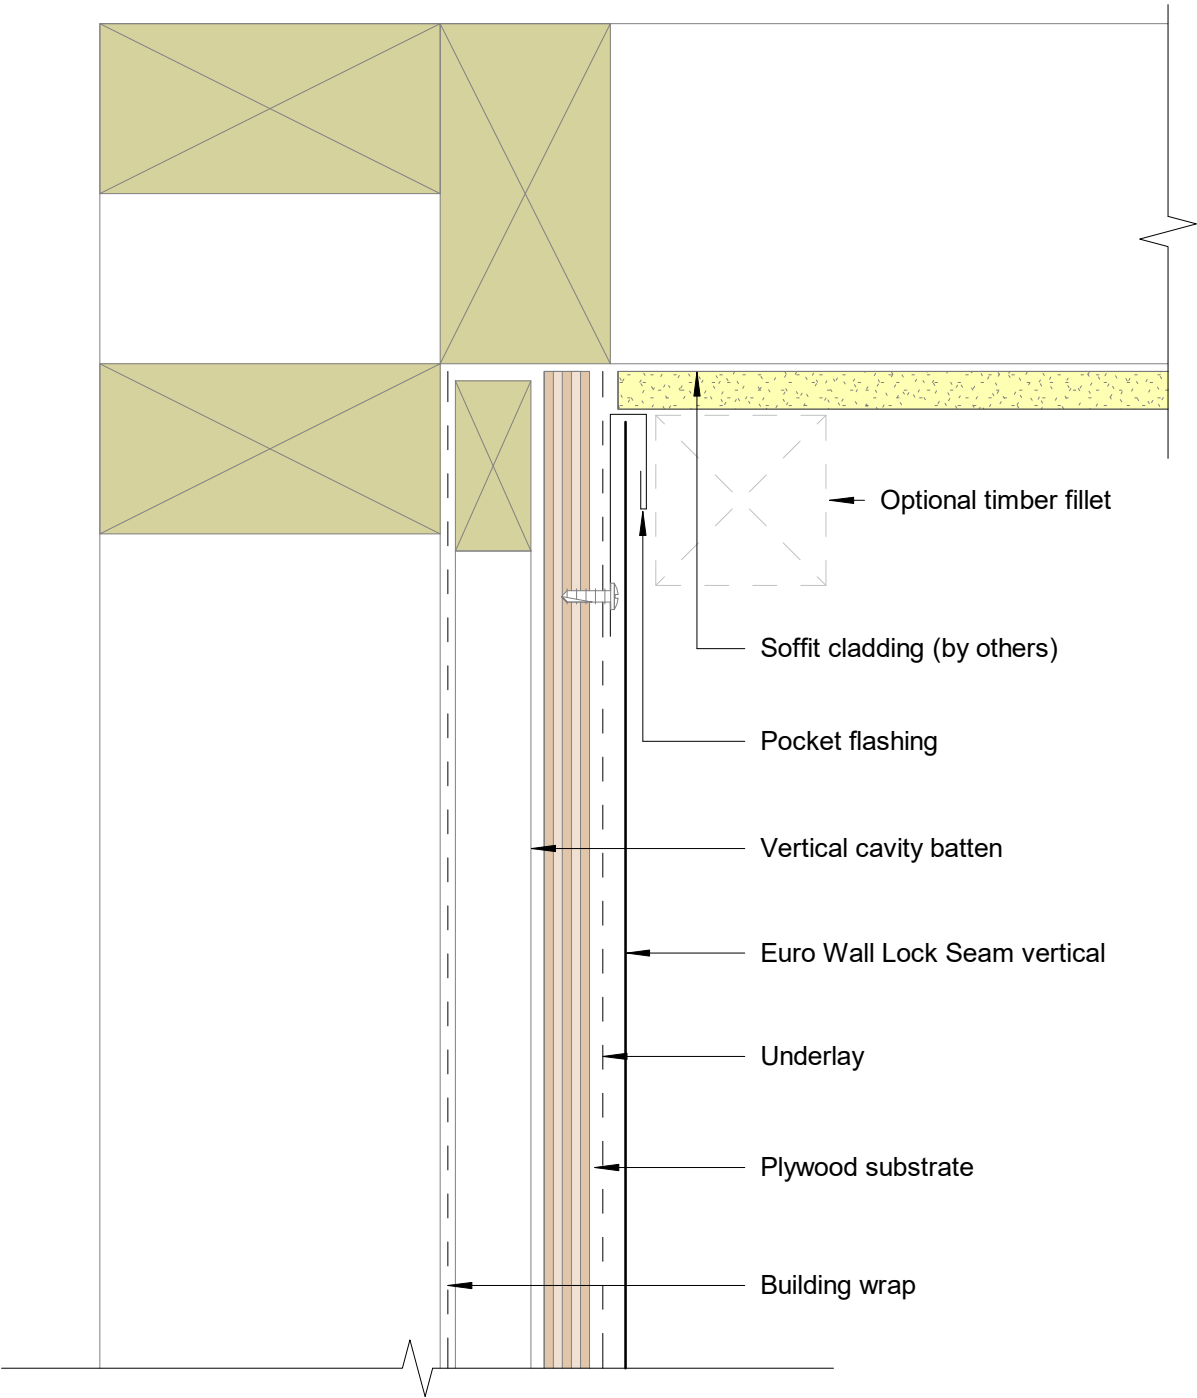 Optional timber fillet
Soffit cladding (by others)
Pocket flashing
Vertical cavity batten
Euro Wall Lock Seam vertical
Underlay
Plywood substrate
Building wrap